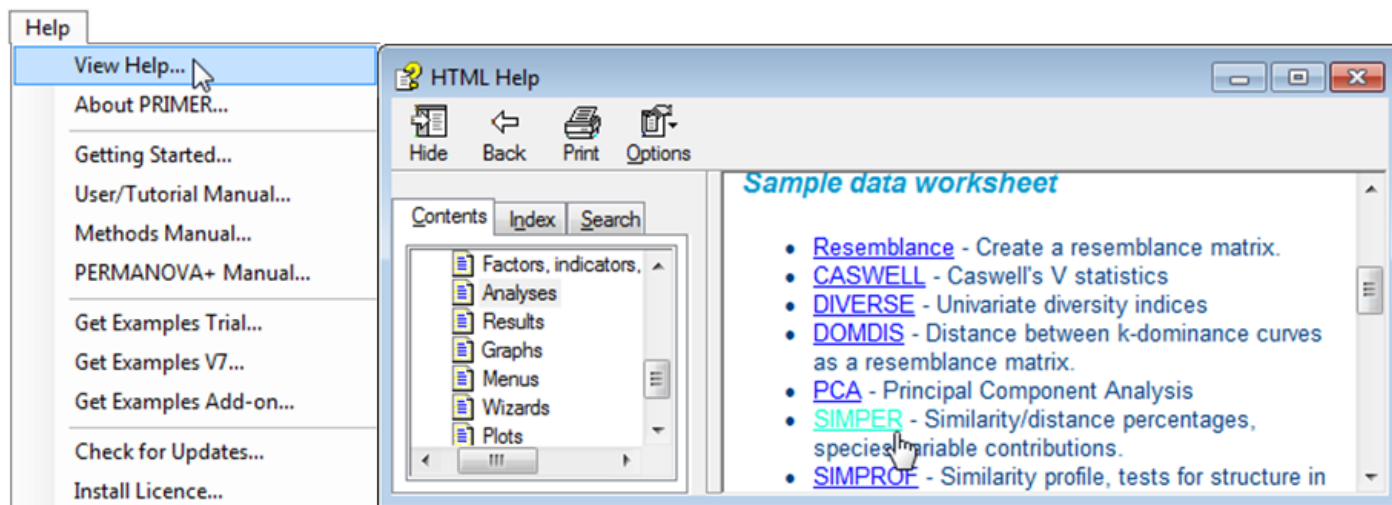 Help
View Help...
About PRIMER...
Getting Started...
User/Tutorial Manual...
Methods Manual...
PERMANOVA+ Manual...
Get Examples Trial...
Get Examples V7...
Get Examples Add-on...
Check for Updates...
Install Licence...
HTML Help
Hide Back Print Options
Contents Index Search
Factors, indicators,
Analyses
Results
Graphs
Menus
Wizards
Plots
Sample data worksheet
• Resemblance - Create a resemblance matrix.
• CASWELL - Caswell's V statistics
• DIVERSE - Univariate diversity indices
• DOMDIS - Distance between k-dominance curves
as a resemblance matrix.
• PCA - Principal Component Analysis
• SIMPER - Similarity/distance percentages,
species/variable contributions.
• SIMPROF - Similarity profile, tests for structure in